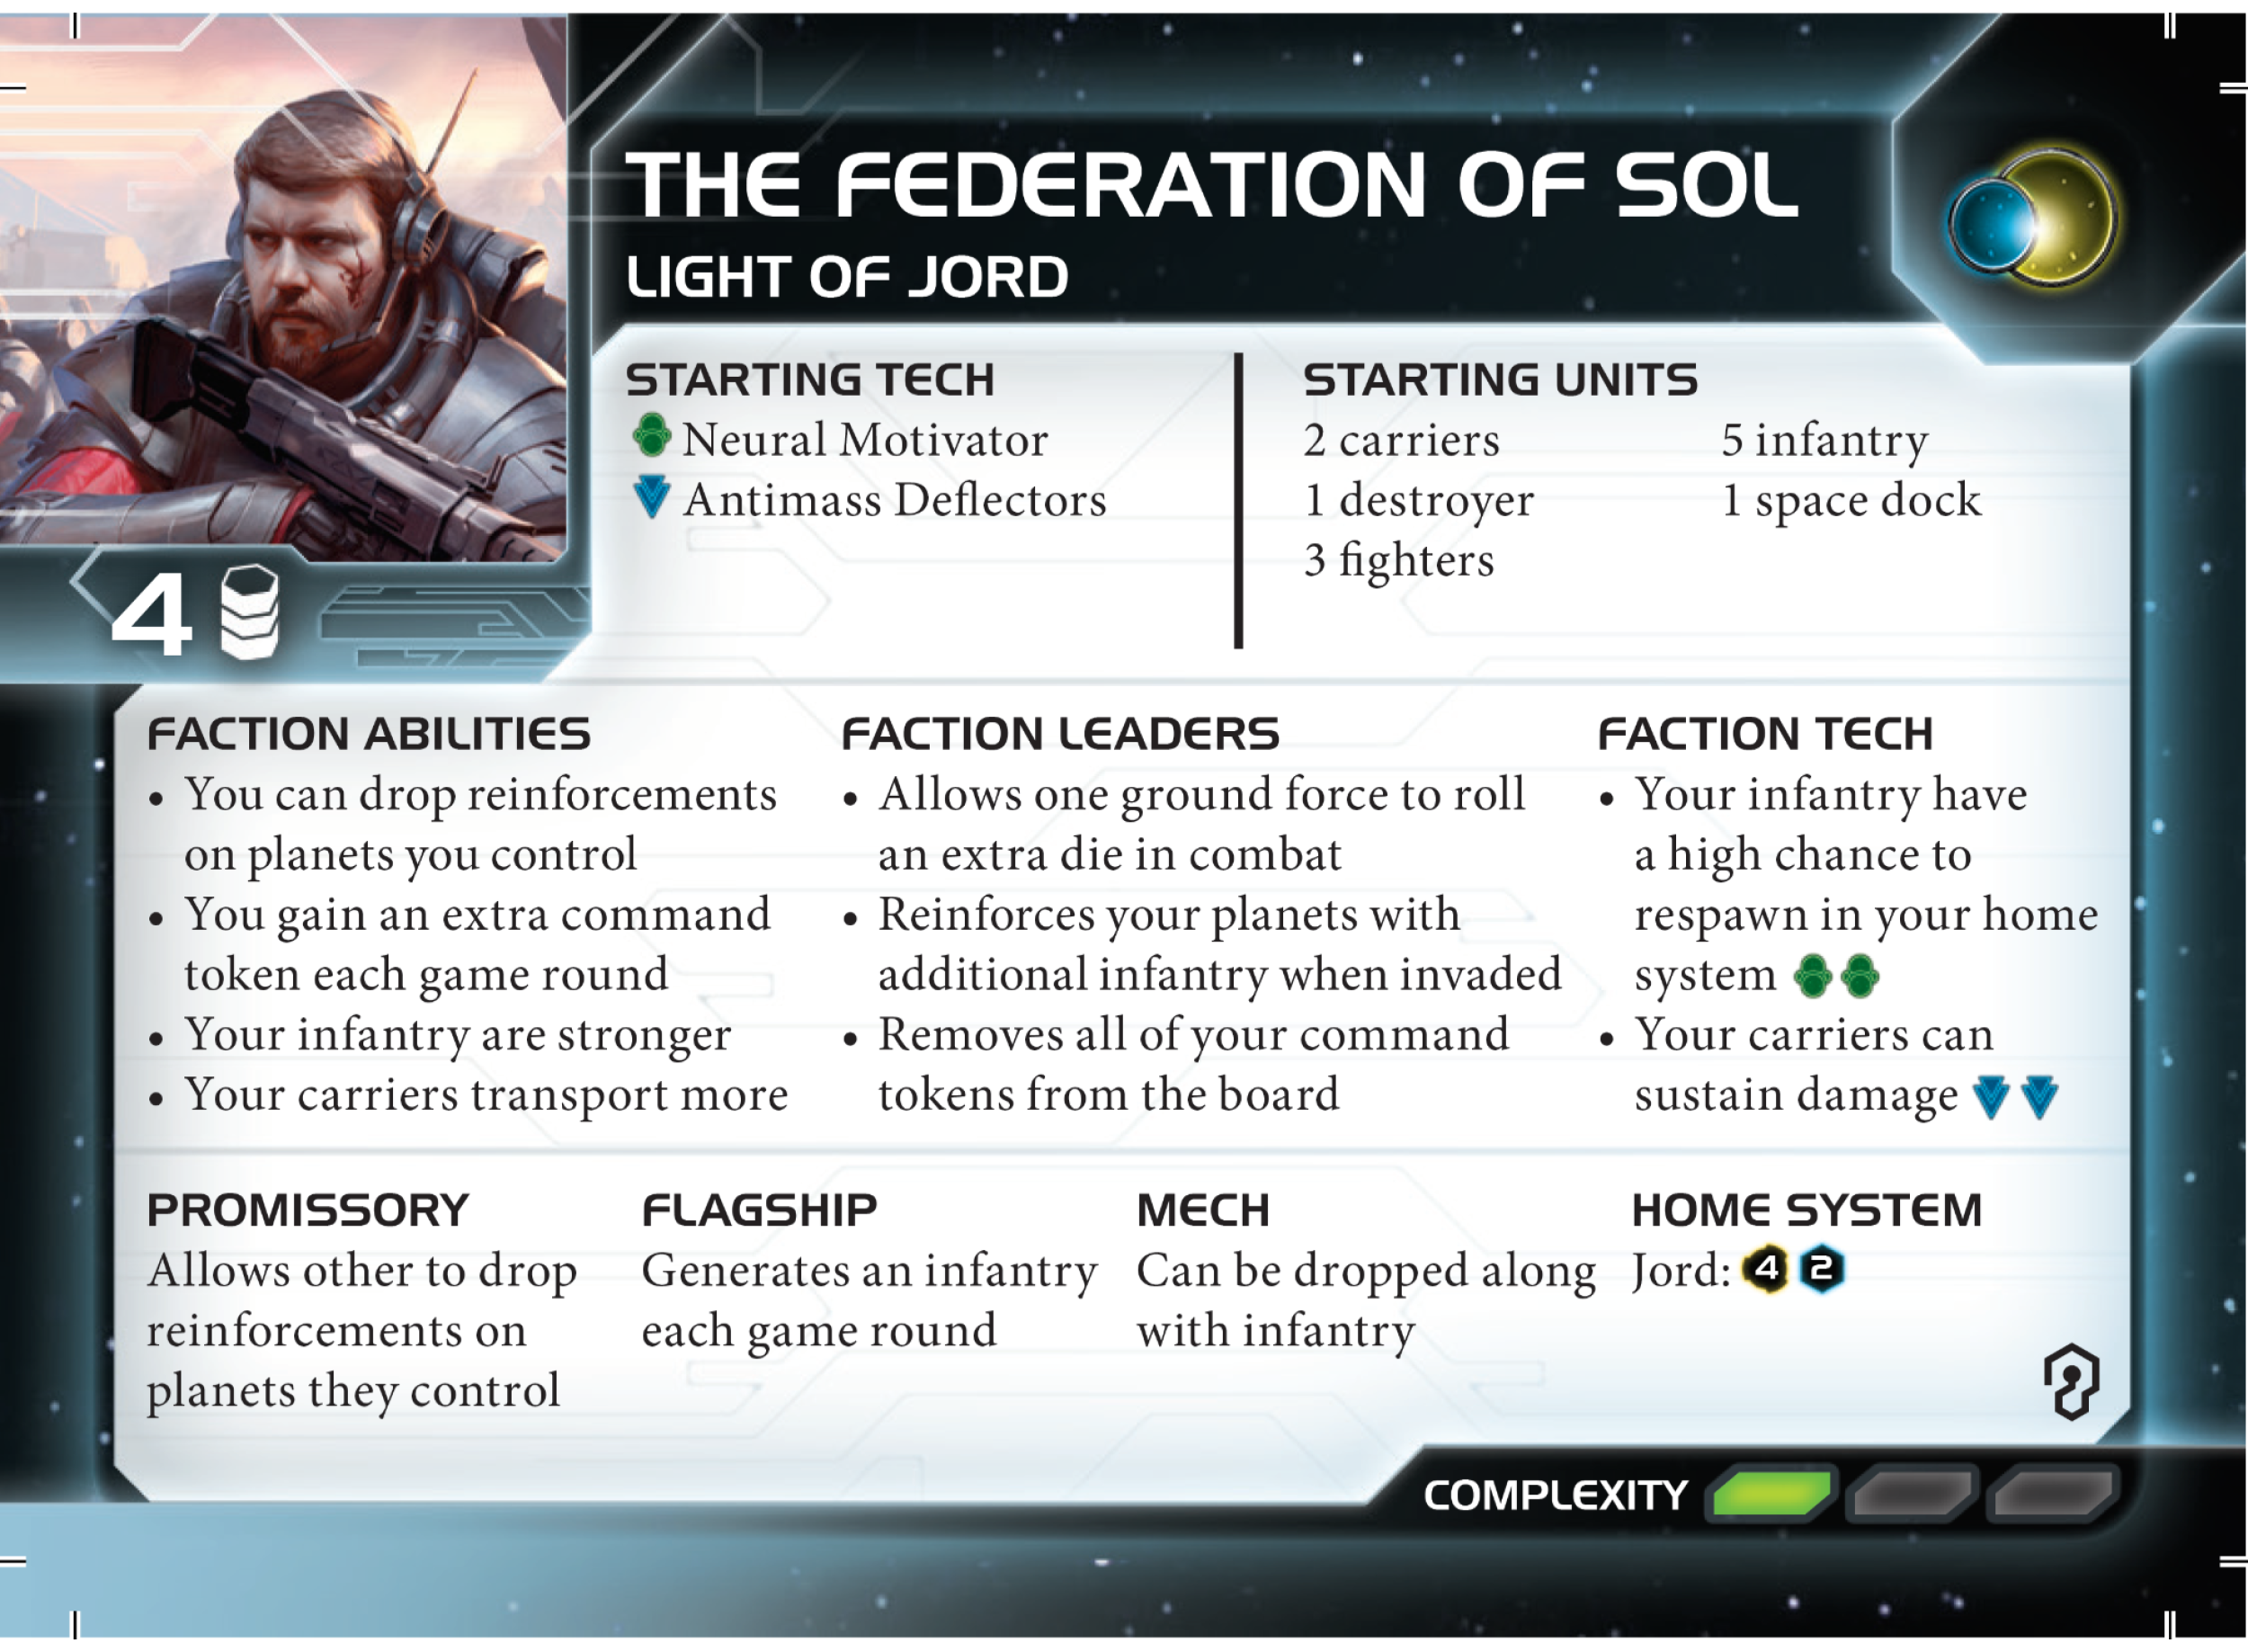 THE FEDERATION OF SOL
LIGHT OF JORD
STARTING TECH
Neural Motivator
Antimass Deflectors
STARTING UNITS
2 carriers
1 destroyer
3 fighters
5 infantry
1 space dock
4
FACTION ABILITIES
• You can drop reinforcements
on planets you control
• You gain an extra command
token each game round
• Your infantry are stronger
• Your carriers transport more
FACTION LEADERS
• Allows one ground force to roll
an extra die in combat
• Reinforces your planets with
additional infantry when invaded
• Removes all of your command
tokens from the board
FACTION TECH
• Your infantry have
a high chance to
respawn in your home
system
• Your carriers can
sustain damage
PROMISSORY
Allows other to drop
reinforcements on
planets they control
FLAGSHIP
Generates an infantry
each game round
MECH
Can be dropped along
with infantry
HOME SYSTEM
Jord: 4 2
COMPLEXITY